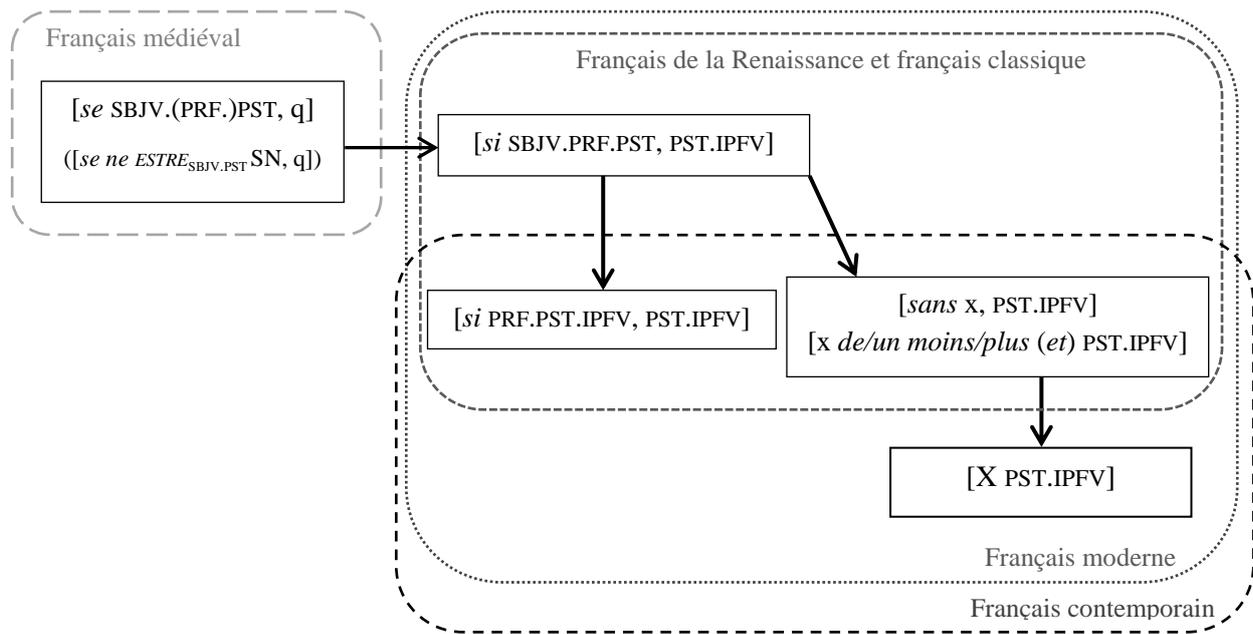 Français médiéval
[se SBJV.(PRF.)PST, q]
([se ne ESTRE SBJV.PST SN, q])
Français de la Renaissance et français classique
[si SBJV.PRF.PST, PST.IPFV]
[si PRF.PST.IPFV, PST.IPFV]
[sans x, PST.IPFV]
[x de/un moins/plus (et) PST.IPFV]
[X PST.IPFV]
Français moderne
Français contemporain